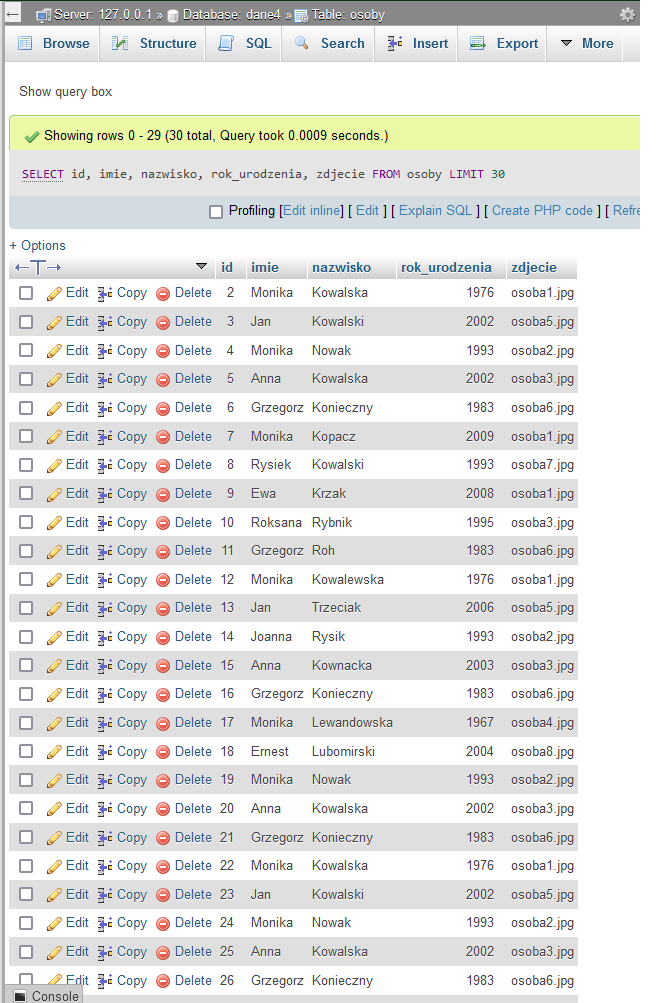 Server: 127.0.0.1 » Database: dane4 » Table: osoby
Browse Structure SQL Search Insert Export More
Show query box
Showing rows 0 - 29 (30 total, Query took 0.0009 seconds.)
SELECT id, imie, nazwisko, rok_urodzenia, zdjecie FROM osoby LIMIT 30
Profiling [Edit inline] [ Edit ] [ Explain SQL ] [ Create PHP code ] [ Refre
+ Options
id imie nazwisko rok_urodzenia zdjecie
Edit Copy Delete 2 Monika Kowalska 1976 osoba1.jpg
Edit Copy Delete 3 Jan Kowalski 2002 osoba5.jpg
Edit Copy Delete 4 Monika Nowak 1993 osoba2.jpg
Edit Copy Delete 5 Anna Kowalska 2002 osoba3.jpg
Edit Copy Delete 6 Grzegorz Konieczny 1983 osoba6.jpg
Edit Copy Delete 7 Monika Kopacz 2009 osoba1.jpg
Edit Copy Delete 8 Rysiek Kowalski 1993 osoba7.jpg
Edit Copy Delete 9 Ewa Krzak 2008 osoba1.jpg
Edit Copy Delete 10 Roksana Rybnik 1995 osoba3.jpg
Edit Copy Delete 11 Grzegorz Roh 1983 osoba6.jpg
Edit Copy Delete 12 Monika Kowalewska 1976 osoba1.jpg
Edit Copy Delete 13 Jan Trzeciak 2006 osoba5.jpg
Edit Copy Delete 14 Joanna Rysik 1993 osoba2.jpg
Edit Copy Delete 15 Anna Kownacka 2003 osoba3.jpg
Edit Copy Delete 16 Grzegorz Konieczny 1983 osoba6.jpg
Edit Copy Delete 17 Monika Lewandowska 1967 osoba4.jpg
Edit Copy Delete 18 Ernest Lubomirski 2004 osoba8.jpg
Edit Copy Delete 19 Monika Nowak 1993 osoba2.jpg
Edit Copy Delete 20 Anna Kowalska 2002 osoba3.jpg
Edit Copy Delete 21 Grzegorz Konieczny 1983 osoba6.jpg
Edit Copy Delete 22 Monika Kowalska 1976 osoba1.jpg
Edit Copy Delete 23 Jan Kowalski 2002 osoba5.jpg
Edit Copy Delete 24 Monika Nowak 1993 osoba2.jpg
Edit Copy Delete 25 Anna Kowalska 2002 osoba3.jpg
Edit Copy Delete 26 Grzegorz Konieczny 1983 osoba6.jpg
Console